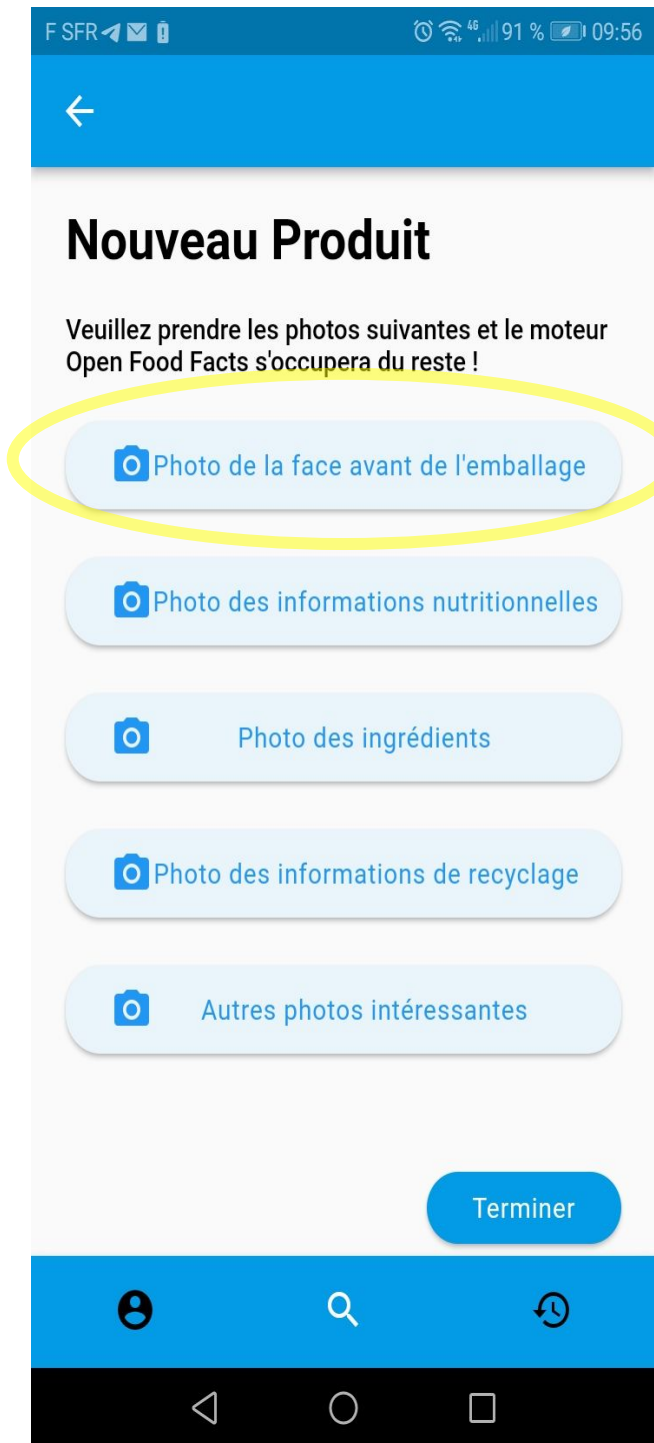 F SFR 46 91 % 09:56
Nouveau Produit
Veuillez prendre les photos suivantes et le moteur
Open Food Facts s'occupera du reste !
Photo de la face avant de l'emballage
Photo des informations nutritionnelles
Photo des ingrédients
Photo des informations de recyclage
Autres photos intéressantes
Terminer